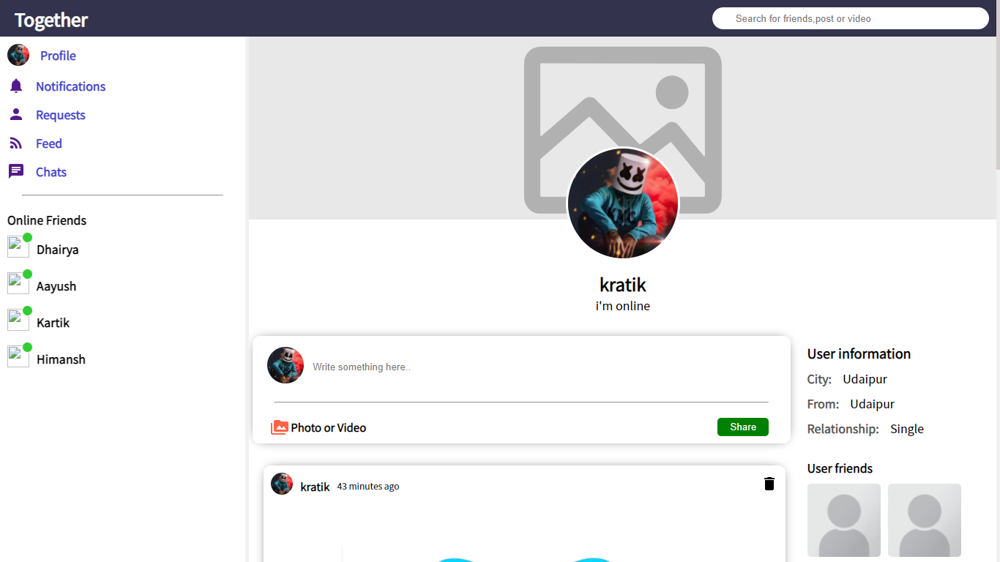 Together
Search for friends,post or video
Profile
Notifications
Requests
Feed
Chats
Online Friends
Dhairya
Aayush
Kartik
Himansh
kratik
i'm online
Write something here..
Photo or Video
Share
kratik 43 minutes ago
User information
City: Udaipur
From: Udaipur
Relationship: Single
User friends